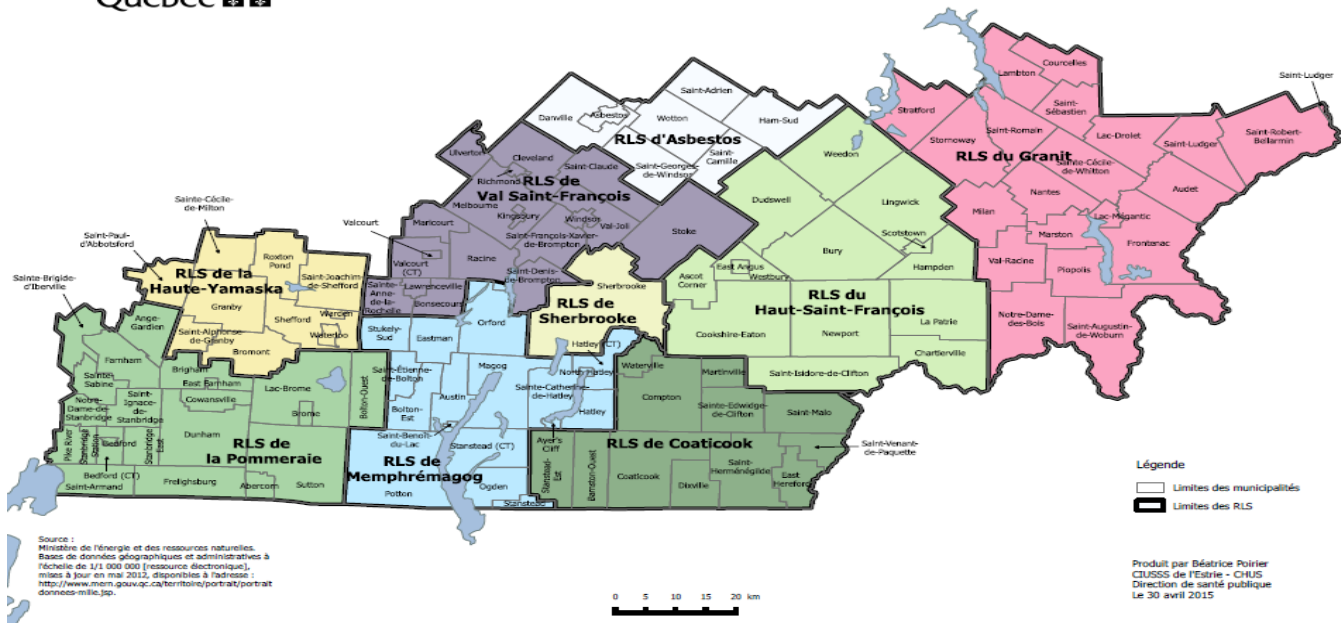 Québec
Courcelles
Lambton
Saint-Ludger
Saint-Adrien
Stratford
Saint-
Sébastien
Asbestos
Danville
Wotton
Ham-Sud
Saint-Romain
Lac-Drolet
Saint-Robert-
Bellarmin
RLS d'Asbestos
Stornoway
Saint-Ludger
Ulverton
Cleveland
Weedon
RLS du Granit
Saint-Claude
Saint-
Camille
Saint-Georges-
de-Windsor
Sainte-Cécile-
de-Whitton
Richmond
RLS de
Val Saint-François
Nantes
Audet
Sainte-Cécile-
de-Milton
Dudswell
Lingwick
Melbourne
Kingsbury
Windsor
Val-Joli
Milan
Lac-Mégantic
Valcourt
Maricourt
Saint-François-Xavier-
de-Brompton
Stoke
Scotstown
Marston
Frontenac
Saint-Paul-
d'Abbotsford
Roxton
Pond
Racine
Bury
Val-Racine
Valcourt
(CT)
East Angus
Westbury
Hampden
Piopolis
Sainte-Brigide-
d'Iberville
RLS de la
Haute-Yamaska
Saint-Joachim-
de-Shefford
Saint-Denis-
de-Brompton
Sherbrooke
Ascot
Corner
Sainte-
Anne-
de-la-
Rochelle
Lawrenceville
Bonsecourt
RLS de
Sherbrooke
RLS du
Haut-Saint-François
Granby
Ange-
Gardien
Shefford
Warden
Orford
La Patrie
Notre-Dame-
des-Bois
Saint-Alphonse-
de-Granby
Waterloo
Stukely-
Sud
Eastman
Cookshire-Eaton
Newport
Saint-Augustin-
de-Woburn
Bromont
Hatley (CT)
Chartierville
Farnham
Brigham
Saint-Étienne-
de-Bolton
Magog
North Hatley
Waterville
Martinville
Saint-Isidore-de-Clifton
Sainte-
Sabine
East Farnham
Lac-Brome
Bolton-Ouest
Sainte-Catherine-
de-Hatley
Compton
Cowansville
Austin
Notre-
Dame-de-
Stanbridge
Saint-
Ignace-
de-
Stanbridge
Brome
Bolton-
Est
Hatley
Sainte-Edwidge-
de-Clifton
Saint-Malo
Saint-Benoît-
du-Lac
Pike River
Stanbridge
Station
Bedford
Stanbridge
East
Dunham
RLS de
la Pommeraie
RLS de
Memphrémagog
Stanstead (CT)
Ayer's
Cliff
RLS de Coaticook
Saint-Venant-
de-Paquette
Stanstead-
Est
Barnston-Ouest
Coaticook
Dixville
Saint-
Herménégilde
East
Hereford
Bedford (CT)
Saint-Armand
Frelighsburg
Abercorn
Sutton
Potton
Ogden
Stanstead
Légende
Limites des municipalités
Limites des RLS
Source :
Ministère de l'énergie et des ressources naturelles.
Bases de données géographiques et administratives à
l'échelle de 1/1 000 000 [ressource électronique],
mises à jour en mai 2012, disponibles à l'adresse :
http://www.mern.gouv.qc.ca/territoire/portrait/portrait
donnees-mille.jsp.
0 5 10 15 20 km
Produit par Béatrice Poirier
CIUSSS de l'Estrie - CHUS
Direction de santé publique
Le 30 avril 2015